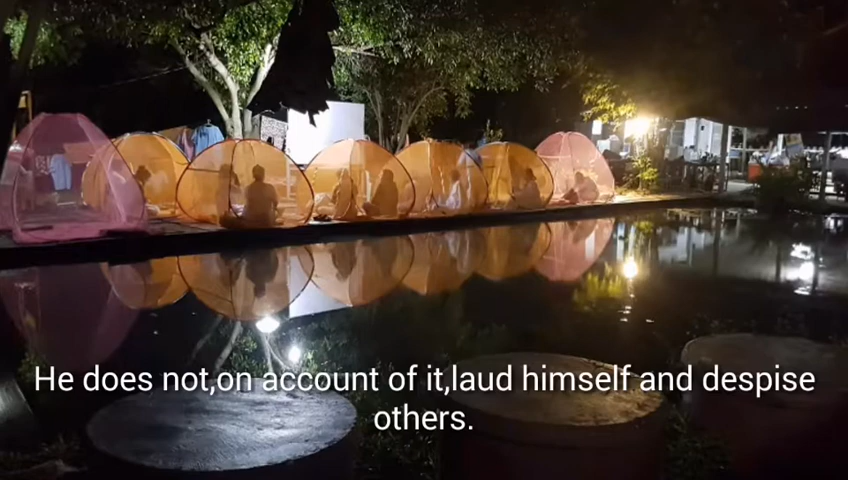 He does not,on account of it,laud himself and despise
others.